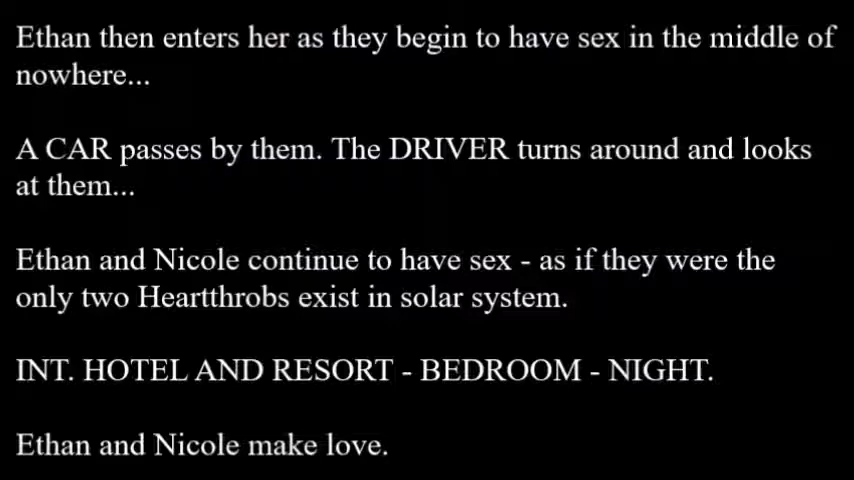 Ethan then enters her as they begin to have sex in the middle of
nowhere...
A CAR passes by them. The DRIVER turns around and looks
at them...
Ethan and Nicole continue to have sex - as if they were the
only two Heartthrobs exist in solar system.
INT. HOTEL AND RESORT - BEDROOM - NIGHT.
Ethan and Nicole make love.